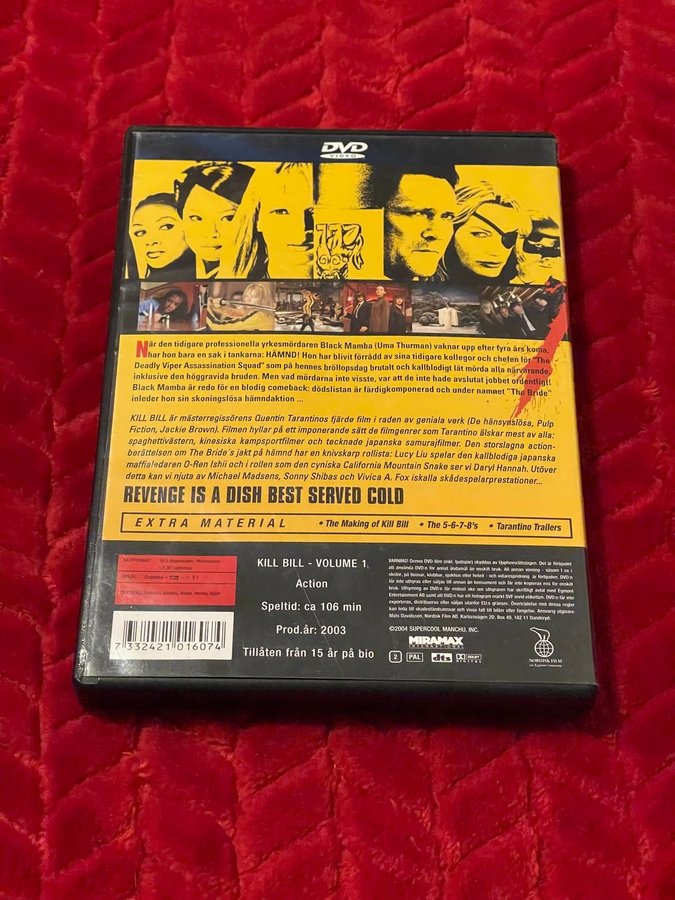 DVD
VIDEO
När den tidigare professionella yrkesmördaren Black Mamba (Uma Thurman) vaknar upp efter fyra års koma,
har hon bara en sak i tankarna: HÄMND! Hon har blivit förrådd av sina tidigare kollegor och chefen för "The
Deadly Viper Assassination Squad" som på hennes bröllopsdag brutalt och kallblodigt lät mörda alla närvarande,
inklusive den höggravida bruden. Men vad mördarna inte visste, var att de inte hade avslutat jobbet ordentligt!
Black Mamba är redo för en blodig comeback: dödslistan är färdigkomponerad och under namnet "The Bride"
inleder hon sin skoningslösa hämndaktion ...
KILL BILL är mästerregissörens Quentin Tarantinos fjärde film i raden av geniala verk (De hänsynslösa, Pulp
Fiction, Jackie Brown). Filmen hyllar på ett imponerande sätt de filmgenrer som Tarantino älskar mest av alla:
spaghettivästern, kinesiska kampsportfilmer och tecknade japanska samurajfilmer. Den storslagna action-
berättelsen om The Bride's jakt på hämnd har en knivskarp rollista: Lucy Liu spelar den kallblodiga japanska
maffialedaren O-Ren Ishii och i rollen som den cyniska California Mountain Snake ser vi Daryl Hannah. Utöver
detta kan vi njuta av Michael Madsens, Sonny Shibas och Vivica A. Fox iskalla skådespelarprestationer...
REVENGE IS A DISH BEST SERVED COLD
EXTRA MATERIAL • The Making of Kill Bill • The 5-6-7-8's • Tarantino Trailers
KILL BILL - VOLUME 1
Action
Speltid: ca 106 min
Prod.år: 2003
Tillåten från 15 år på bio
7 332421 016074
©2004 SUPERCOOL MANCHU, INC.
MIRAMAX
INTERNATIONAL
2 PAL dts DOLBY
NORDISK FILM